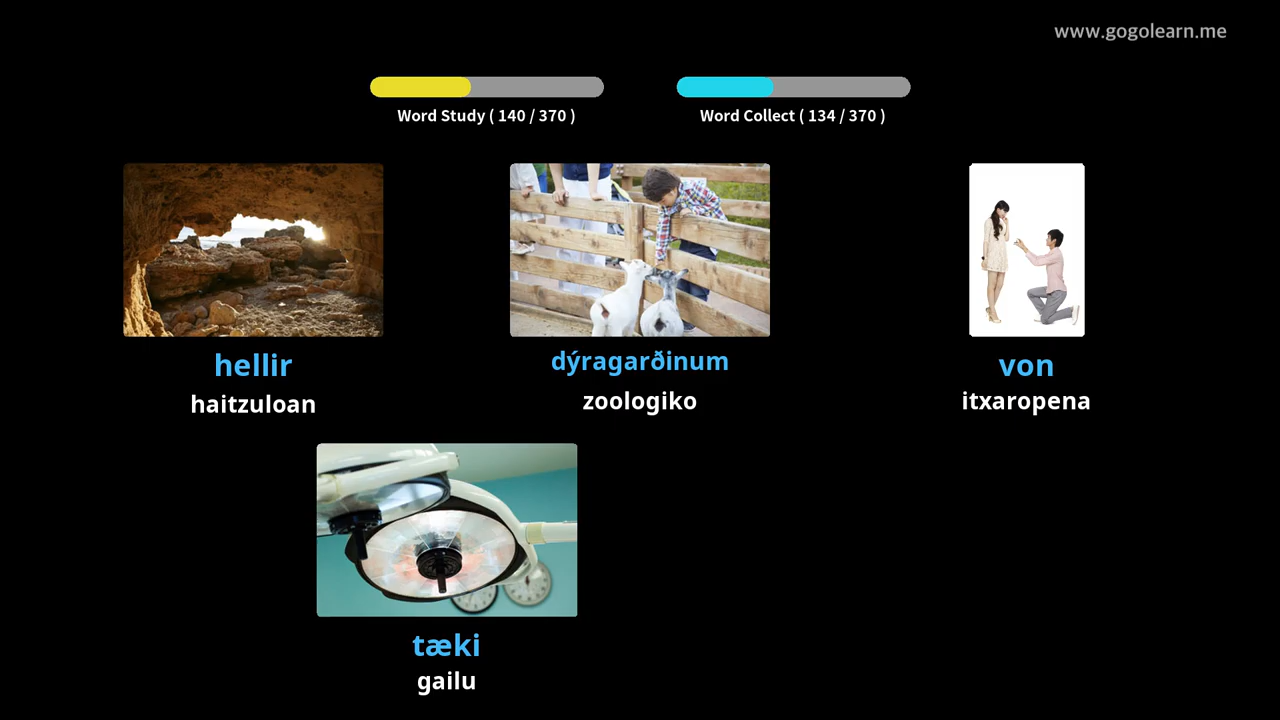 www.gogolearn.me
Word Study ( 140 / 370 )
Word Collect ( 134 / 370 )
hellir
haitzuloan
dýragarðinum
zoologiko
von
itxaropena
tæki
gailu